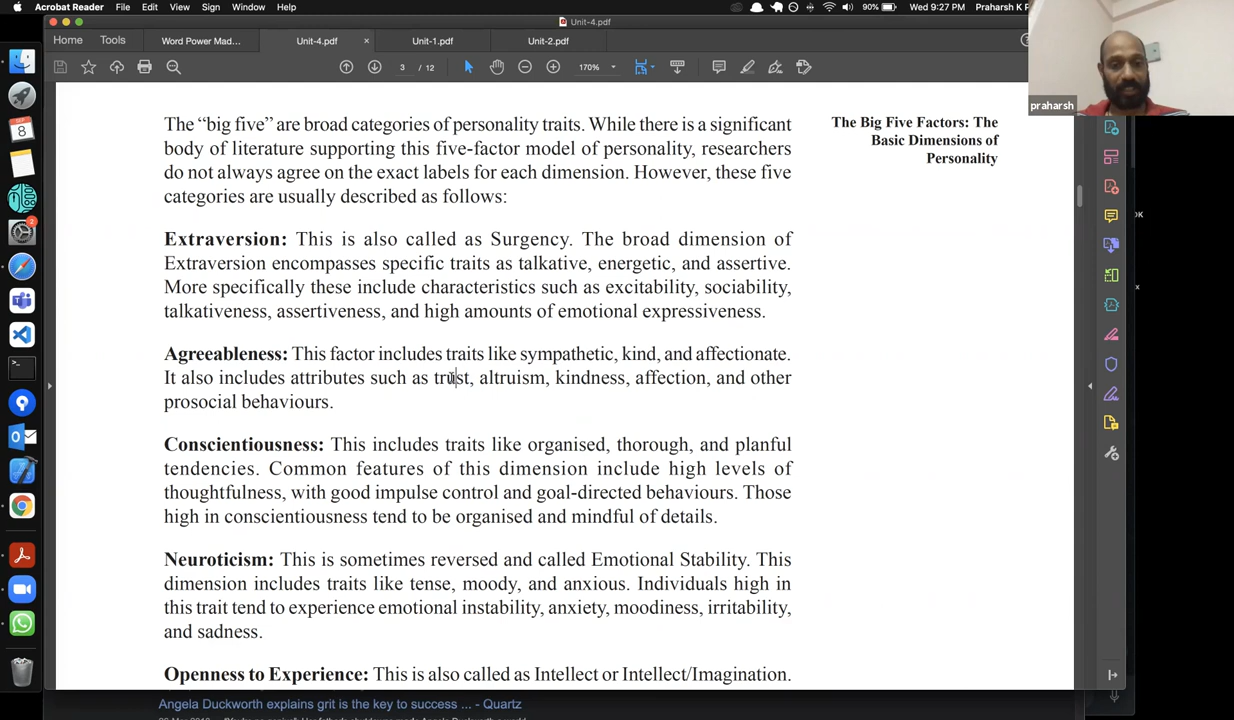 Acrobat Reader File Edit View Sign Window Help 90% Wed 9:27 PM Praharsh K P
Unit-4.pdf
Home Tools Word Power Mad... Unit-4.pdf × Unit-1.pdf Unit-2.pdf
3 / 12 170%
praharsh
8
2
The “big five” are broad categories of personality traits. While there is a significant
body of literature supporting this five-factor model of personality, researchers
do not always agree on the exact labels for each dimension. However, these five
categories are usually described as follows:
The Big Five Factors: The
Basic Dimensions of
Personality
Extraversion: This is also called as Surgency. The broad dimension of
Extraversion encompasses specific traits as talkative, energetic, and assertive.
More specifically these include characteristics such as excitability, sociability,
talkativeness, assertiveness, and high amounts of emotional expressiveness.
Agreeableness: This factor includes traits like sympathetic, kind, and affectionate.
It also includes attributes such as trust, altruism, kindness, affection, and other
prosocial behaviours.
Conscientiousness: This includes traits like organised, thorough, and planful
tendencies. Common features of this dimension include high levels of
thoughtfulness, with good impulse control and goal-directed behaviours. Those
high in conscientiousness tend to be organised and mindful of details.
Neuroticism: This is sometimes reversed and called Emotional Stability. This
dimension includes traits like tense, moody, and anxious. Individuals high in
this trait tend to experience emotional instability, anxiety, moodiness, irritability,
and sadness.
Openness to Experience: This is also called as Intellect or Intellect/Imagination.
Angela Duckworth explains grit is the key to success ... - Quartz